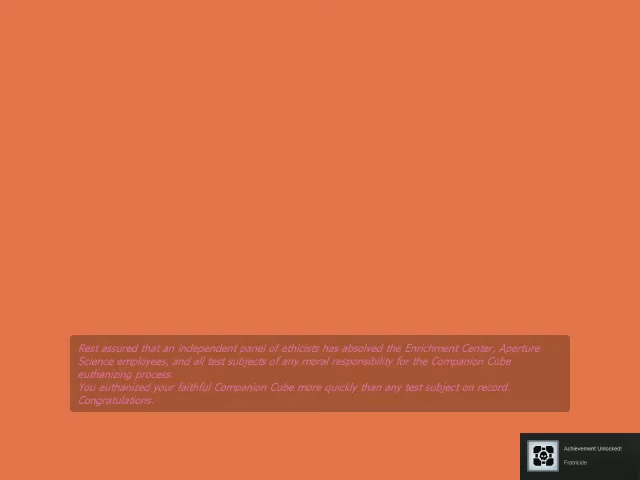 Rest assured that an independent panel of ethicists has absolved the Enrichment Center, Aperture
Science employees, and all test subjects of any moral responsibility for the Companion Cube
euthanizing process.
You euthanized your faithful Companion Cube more quickly than any test subject on record.
Congratulations.
Achievement Unlocked!
Fratricide